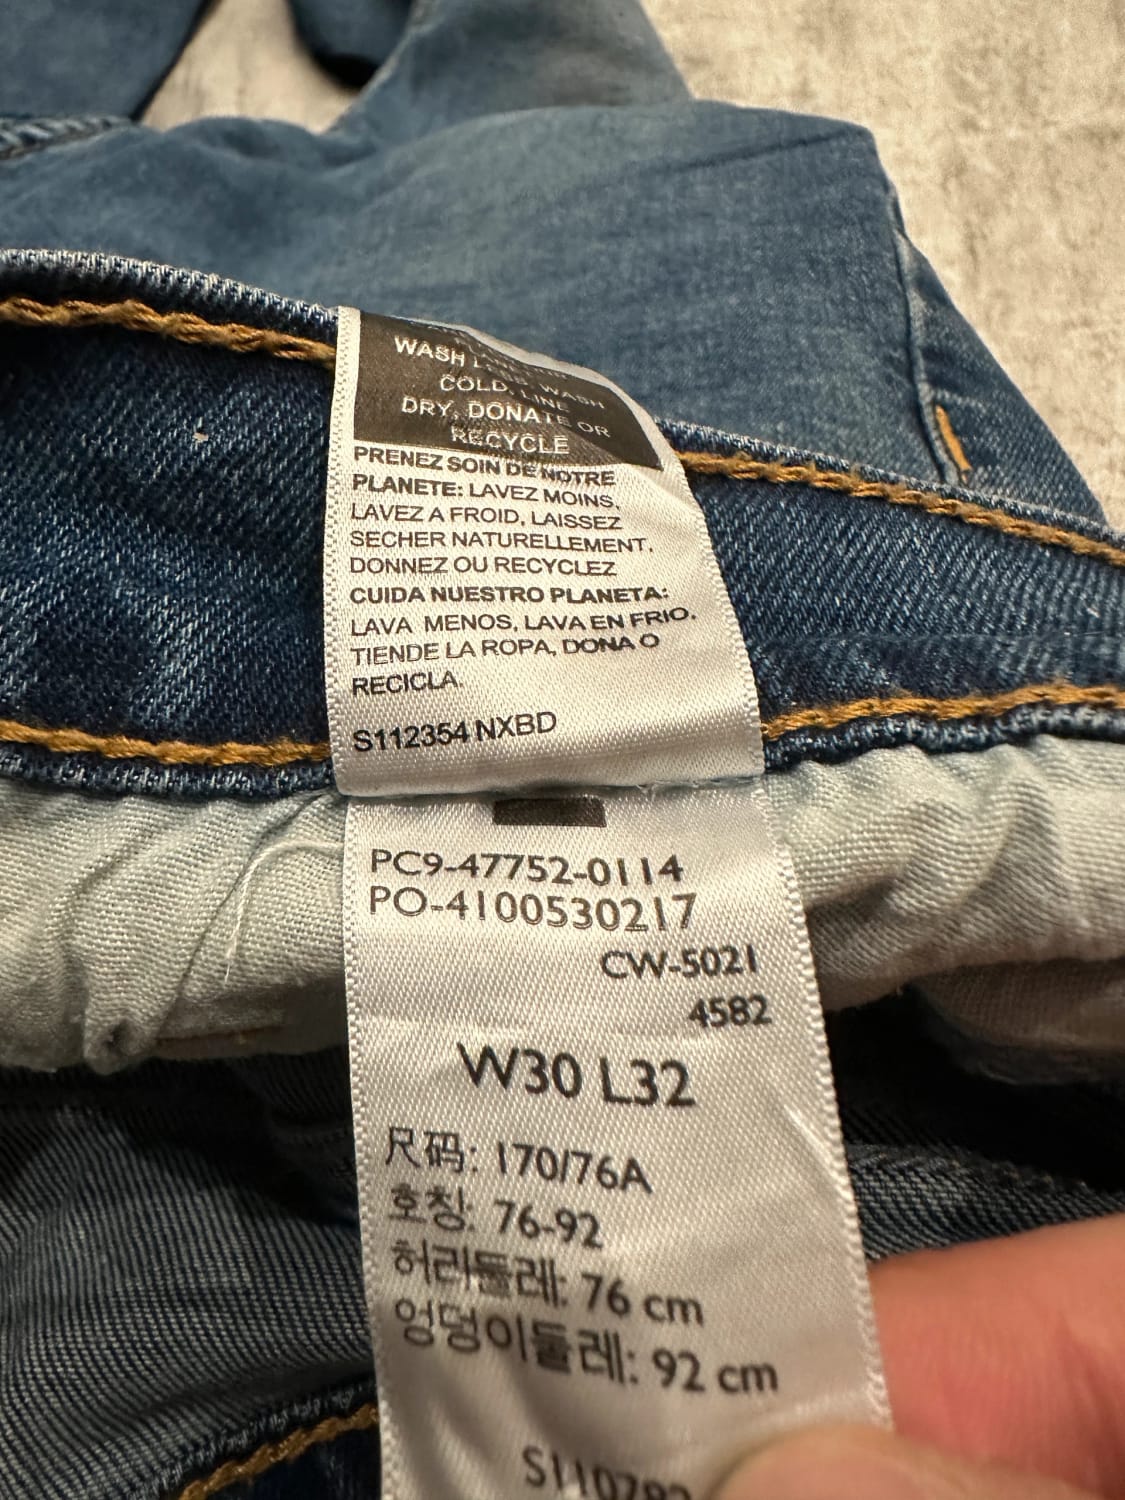 WASH
COLD, LINE WASH
DRY, DONATE OR
RECYCLE
PRENEZ SOIN DE NOTRE
PLANETE: LAVEZ MOINS,
LAVEZ A FROID, LAISSEZ
SECHER NATURELLEMENT,
DONNEZ OU RECYCLEZ
CUIDA NUESTRO PLANETA:
LAVA MENOS, LAVA EN FRIO,
TIENDE LA ROPA, DONA O
RECICLA.
S112354 NXBD
PC9-47752-0114
PO-4100530217
CW-5021
4582
W30 L32
尺码: 170/76A
호칭: 76-92
허리둘레: 76 cm
엉덩이둘레: 92 cm